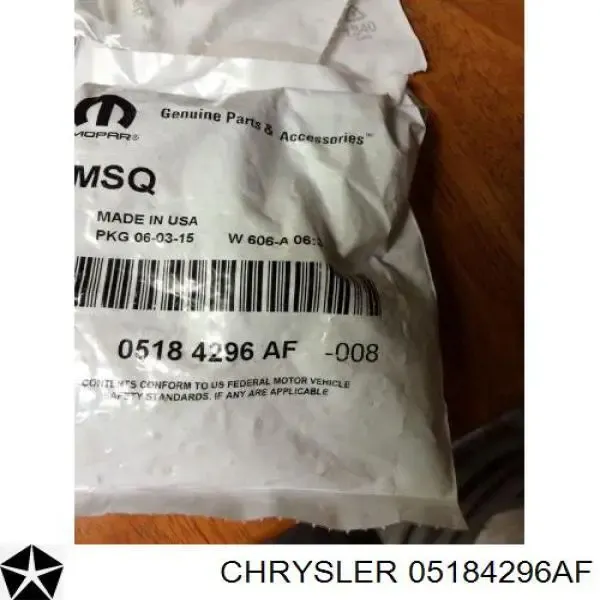 MOPAR®
Genuine Parts & Accessories™
MSQ
MADE IN USA
PKG 06-03-15 W 606-A 06:
0518 4296 AF -008
CONTENTS CONFORM TO US FEDERAL MOTOR VEHICLE
SAFETY STANDARDS. IF ANY ARE APPLICABLE
CHRYSLER 05184296AF